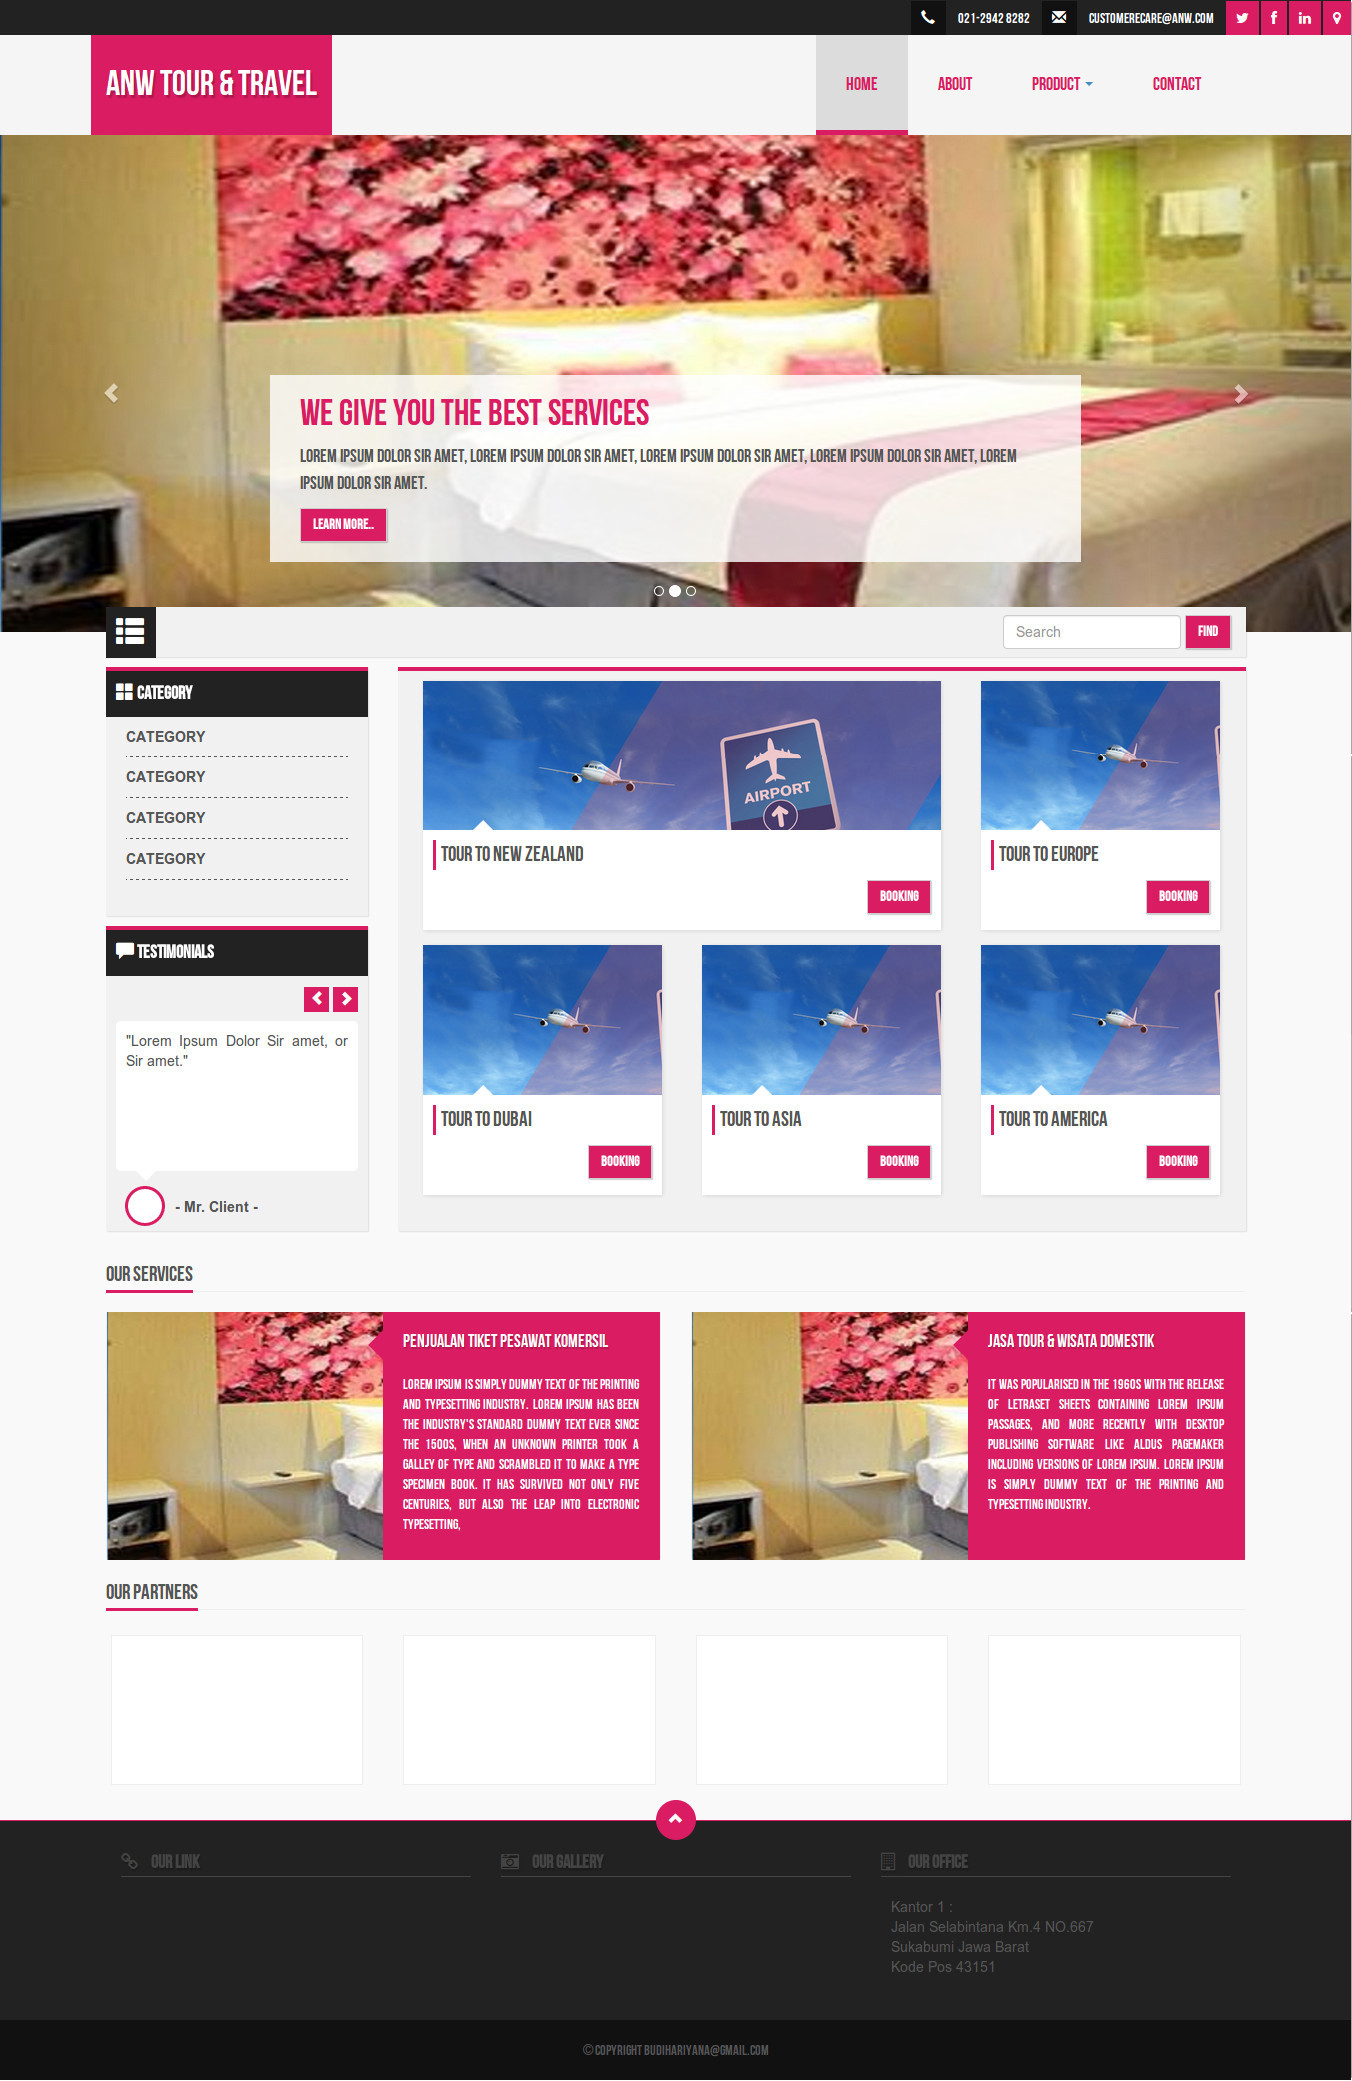 021-2942 8282
CUSTOMERECARE@ANW.COM
ANW TOUR & TRAVEL
HOME
ABOUT
PRODUCT
CONTACT
WE GIVE YOU THE BEST SERVICES
LOREM IPSUM DOLOR SIR AMET, LOREM IPSUM DOLOR SIR AMET, LOREM IPSUM DOLOR SIR AMET, LOREM IPSUM DOLOR SIR AMET, LOREM
IPSUM DOLOR SIR AMET.
LEARN MORE..
Search
FIND
CATEGORY
CATEGORY
CATEGORY
CATEGORY
CATEGORY
TESTIMONIALS
"Lorem Ipsum Dolor Sir amet, or
Sir amet."
- Mr. Client -
AIRPORT
TOUR TO NEW ZEALAND
BOOKING
TOUR TO EUROPE
BOOKING
TOUR TO DUBAI
BOOKING
TOUR TO ASIA
BOOKING
TOUR TO AMERICA
BOOKING
OUR SERVICES
PENJUALAN TIKET PESAWAT KOMERSIL
LOREM IPSUM IS SIMPLY DUMMY TEXT OF THE PRINTING
AND TYPESETTING INDUSTRY. LOREM IPSUM HAS BEEN
THE INDUSTRY'S STANDARD DUMMY TEXT EVER SINCE
THE 1500S, WHEN AN UNKNOWN PRINTER TOOK A
GALLEY OF TYPE AND SCRAMBLED IT TO MAKE A TYPE
SPECIMEN BOOK. IT HAS SURVIVED NOT ONLY FIVE
CENTURIES, BUT ALSO THE LEAP INTO ELECTRONIC
TYPESETTING,
JASA TOUR & WISATA DOMESTIK
IT WAS POPULARISED IN THE 1960S WITH THE RELEASE
OF LETRASET SHEETS CONTAINING LOREM IPSUM
PASSAGES, AND MORE RECENTLY WITH DESKTOP
PUBLISHING SOFTWARE LIKE ALDUS PAGEMAKER
INCLUDING VERSIONS OF LOREM IPSUM. LOREM IPSUM
IS SIMPLY DUMMY TEXT OF THE PRINTING AND
TYPESETTING INDUSTRY.
OUR PARTNERS
OUR LINK
OUR GALLERY
OUR OFFICE
Kantor 1 :
Jalan Selabintana Km.4 NO.667
Sukabumi Jawa Barat
Kode Pos 43151
© COPYRIGHT BUDIHARIYANA@GMAIL.COM